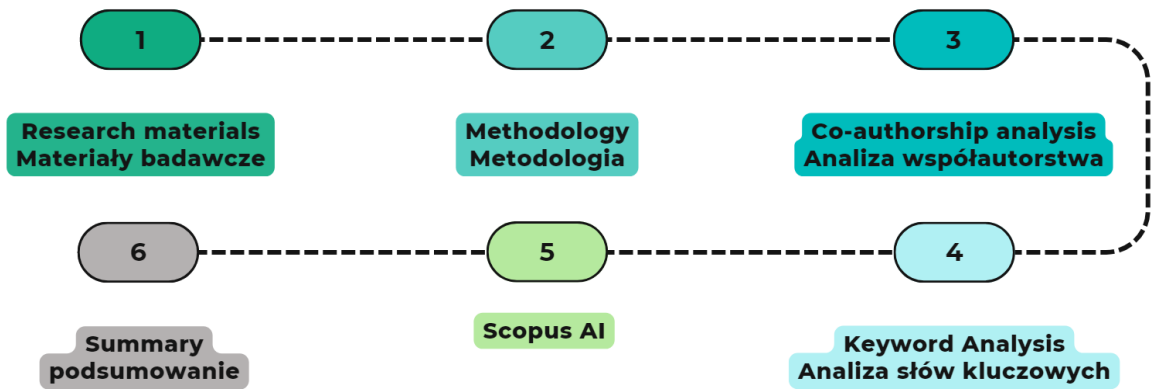 1
2
3
Research materials
Materiały badawcze
Methodology
Metodologia
Co-authorship analysis
Analiza współautorstwa
6
5
4
Summary
podsumowanie
Scopus AI
Keyword Analysis
Analiza słów kluczowych